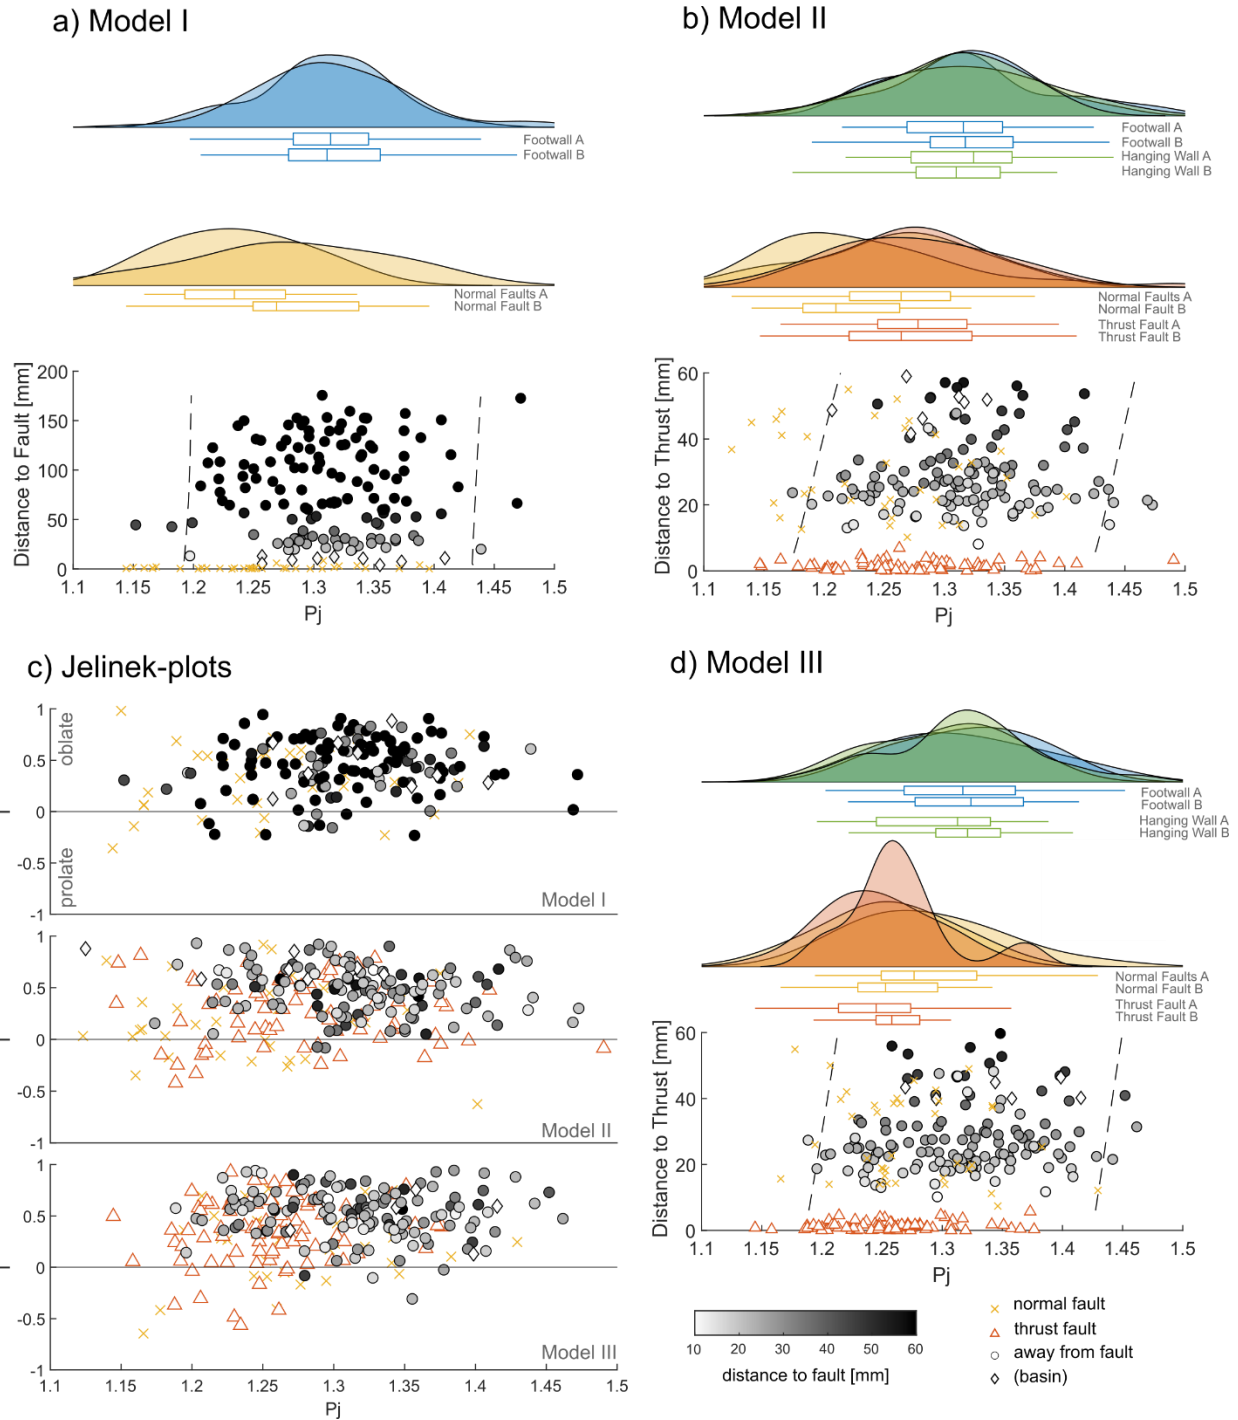 a) Model I
Footwall A
Footwall B
Normal Faults A
Normal Fault B
Distance to Fault [mm]
200
150
100
50
0
1.1
1.2
1.3
1.4
1.5
Pj
b) Model II
Footwall A
Footwall B
Hanging Wall A
Hanging Wall B
Normal Faults A
Normal Fault B
Thrust Fault A
Thrust Fault B
Distance to Thrust [mm]
60
40
20
0
1.1
1.15
1.2
1.25
1.3
1.35
1.4
1.45
1.5
Pj
c) Jelinek-plots
1
0.5
0
-0.5
-1
oblate
prolate
Model I
1
0.5
0
-0.5
-1
Model II
1
0.5
0
-0.5
-1
Model III
1.1
1.15
1.2
1.25
1.3
1.35
1.4
1.45
1.5
Pj
d) Model III
Footwall A
Footwall B
Hanging Wall A
Hanging Wall B
Normal Faults A
Normal Fault B
Thrust Fault A
Thrust Fault B
Distance to Thrust [mm]
60
40
20
0
1.1
1.15
1.2
1.25
1.3
1.35
1.4
1.45
1.5
Pj
10
20
30
40
50
60
distance to fault [mm]
normal fault
thrust fault
away from fault
(basin)